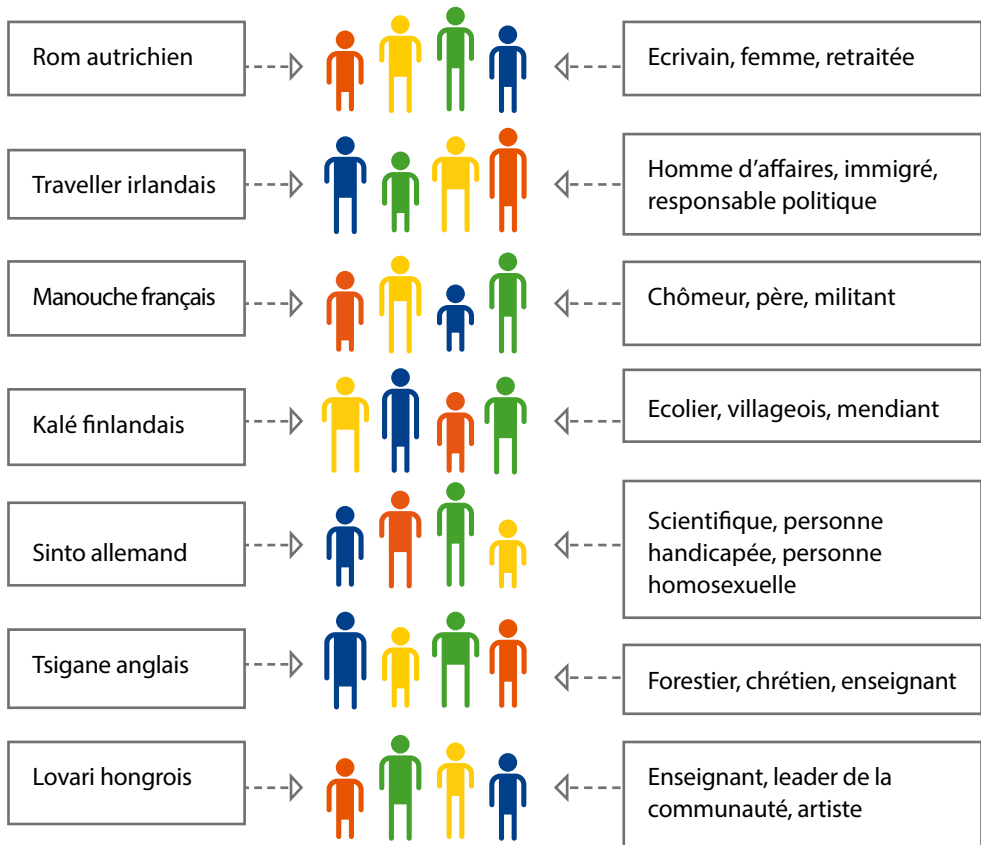 Rom autrichien
Ecrivain, femme, retraitée
Traveller irlandais
Homme d’affaires, immigré,
responsable politique
Manouche français
Chômeur, père, militant
Kalé finlandais
Ecolier, villageois, mendiant
Sinto allemand
Scientifique, personne
handicapée, personne
homosexuelle
Tsigane anglais
Forestier, chrétien, enseignant
Lovari hongrois
Enseignant, leader de la
communauté, artiste